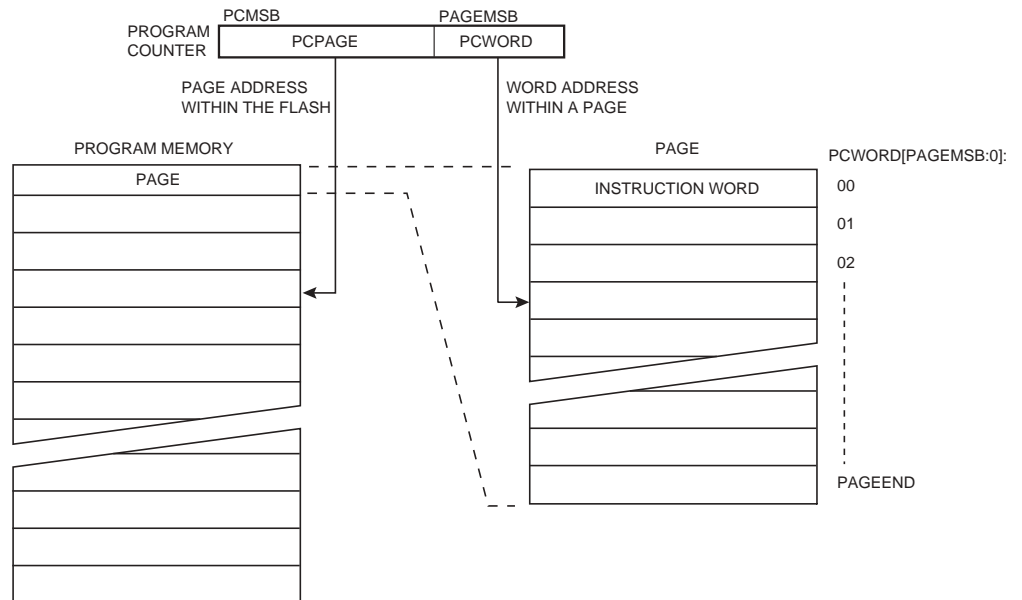 PCMSB
PAGEMSB
PROGRAM
COUNTER
PCPAGE
PCWORD
PAGE ADDRESS
WITHIN THE FLASH
WORD ADDRESS
WITHIN A PAGE
PROGRAM MEMORY
PAGE
PAGE
INSTRUCTION WORD
PCWORD[PAGEMSB:0]:
00
01
02
PAGEEND